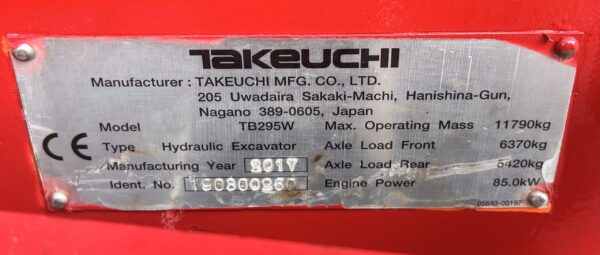 TAKEUCHI
Manufacturer : TAKEUCHI MFG. CO., LTD.
205 Uwadaira Sakaki-Machi, Hanishina-Gun,
Nagano 389-0605, Japan
Model TB295W Max. Operating Mass 11790kg
CE Type Hydraulic Excavator Axle Load Front 6370kg
Manufacturing Year 2017 Axle Load Rear 5420kg
Ident. No. 190800260 Engine Power 85.0kW
05693-00197